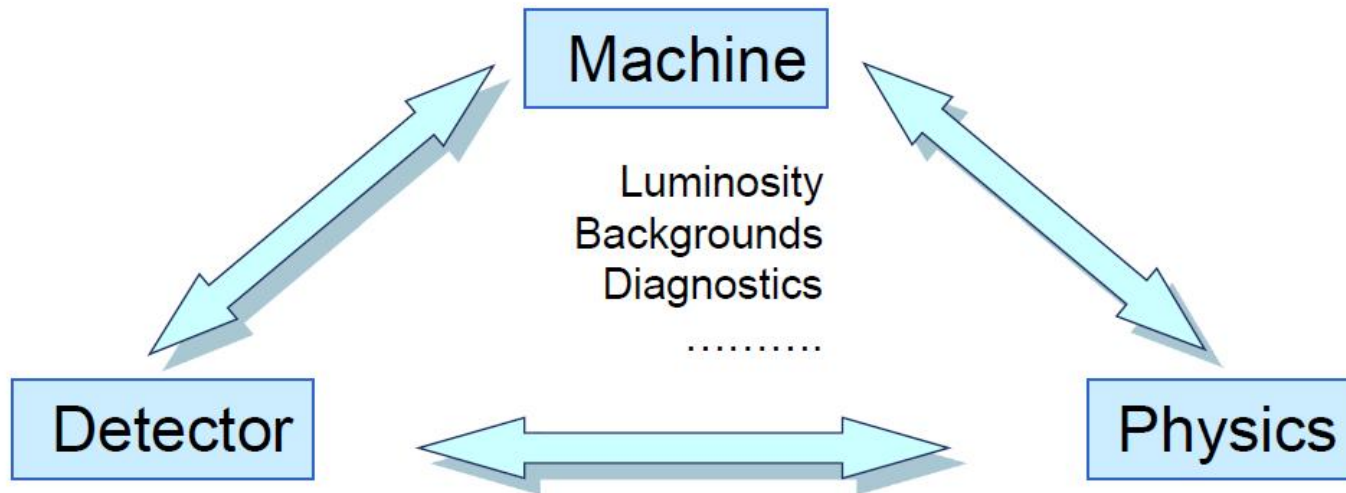 Machine
Luminosity
Backgrounds
Diagnostics
..........
Detector
Physics